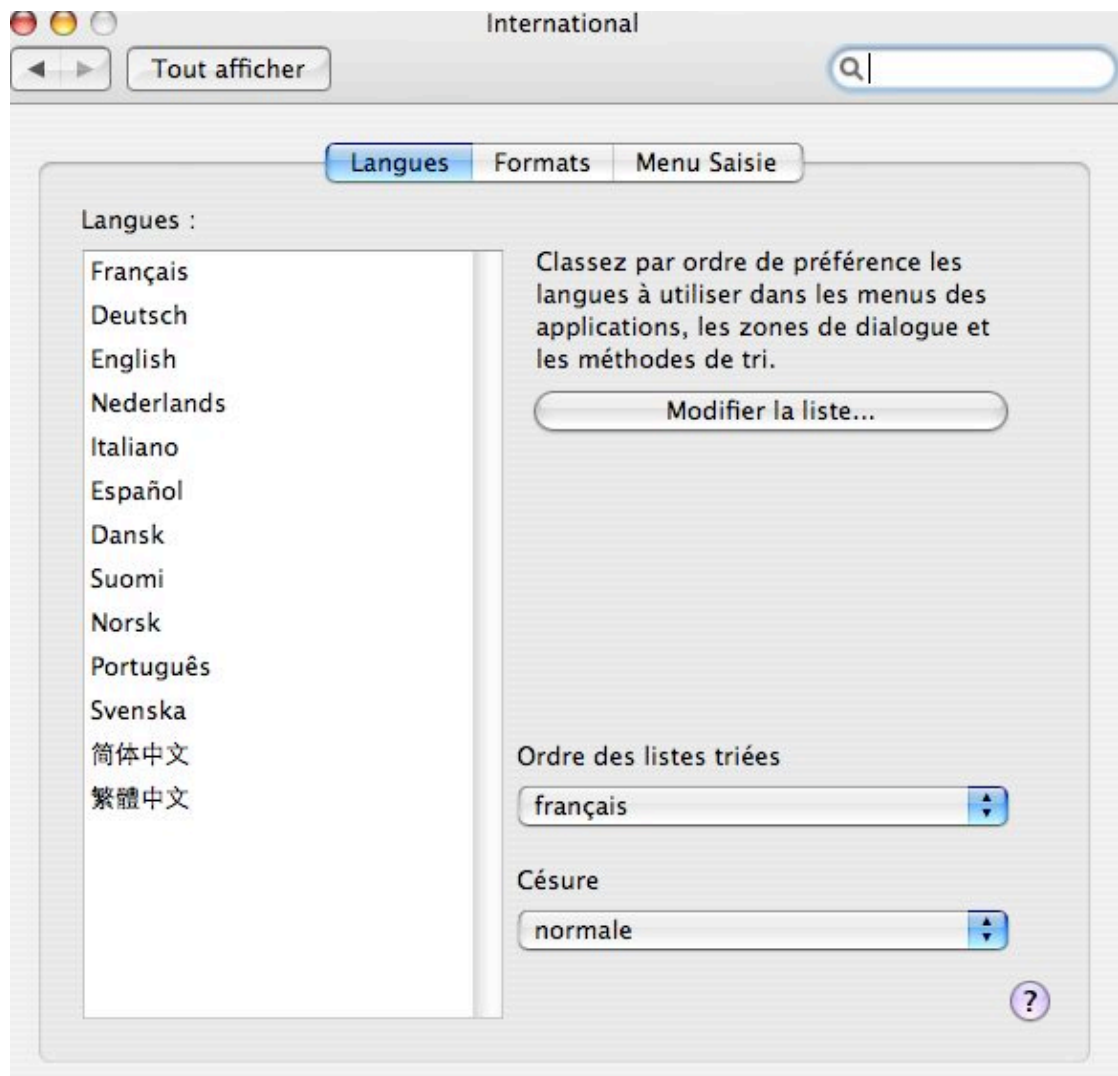 International
Tout afficher
Langues
Formats
Menu Saisie
Langues :
Français
Deutsch
English
Nederlands
Italiano
Español
Dansk
Suomi
Norsk
Português
Svenska
简体中文
繁體中文
Classez par ordre de préférence les
langues à utiliser dans les menus des
applications, les zones de dialogue et
les méthodes de tri.
Modifier la liste...
Ordre des listes triées
français
Césure
normale
?